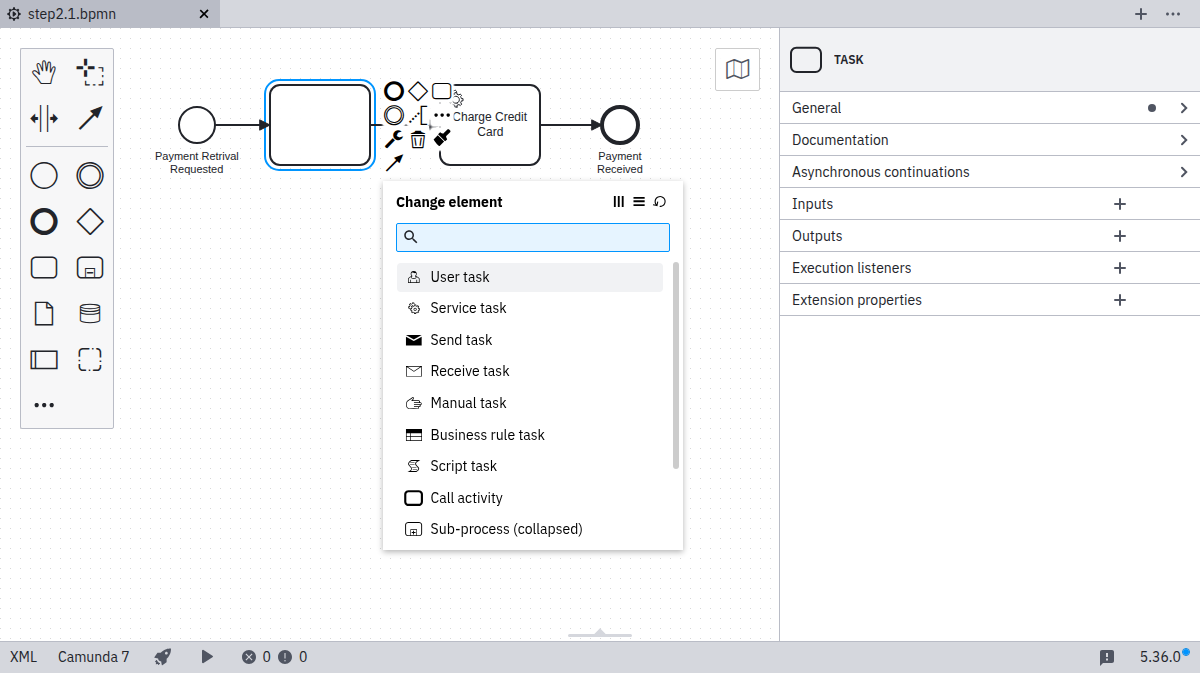 step2.1.bpmn
TASK
General
Documentation
Asynchronous continuations
Inputs
Outputs
Execution listeners
Extension properties
Payment Retrival
Requested
Charge Credit
Card
Payment
Received
Change element
User task
Service task
Send task
Receive task
Manual task
Business rule task
Script task
Call activity
Sub-process (collapsed)
XML Camunda 7 0 0 5.36.0